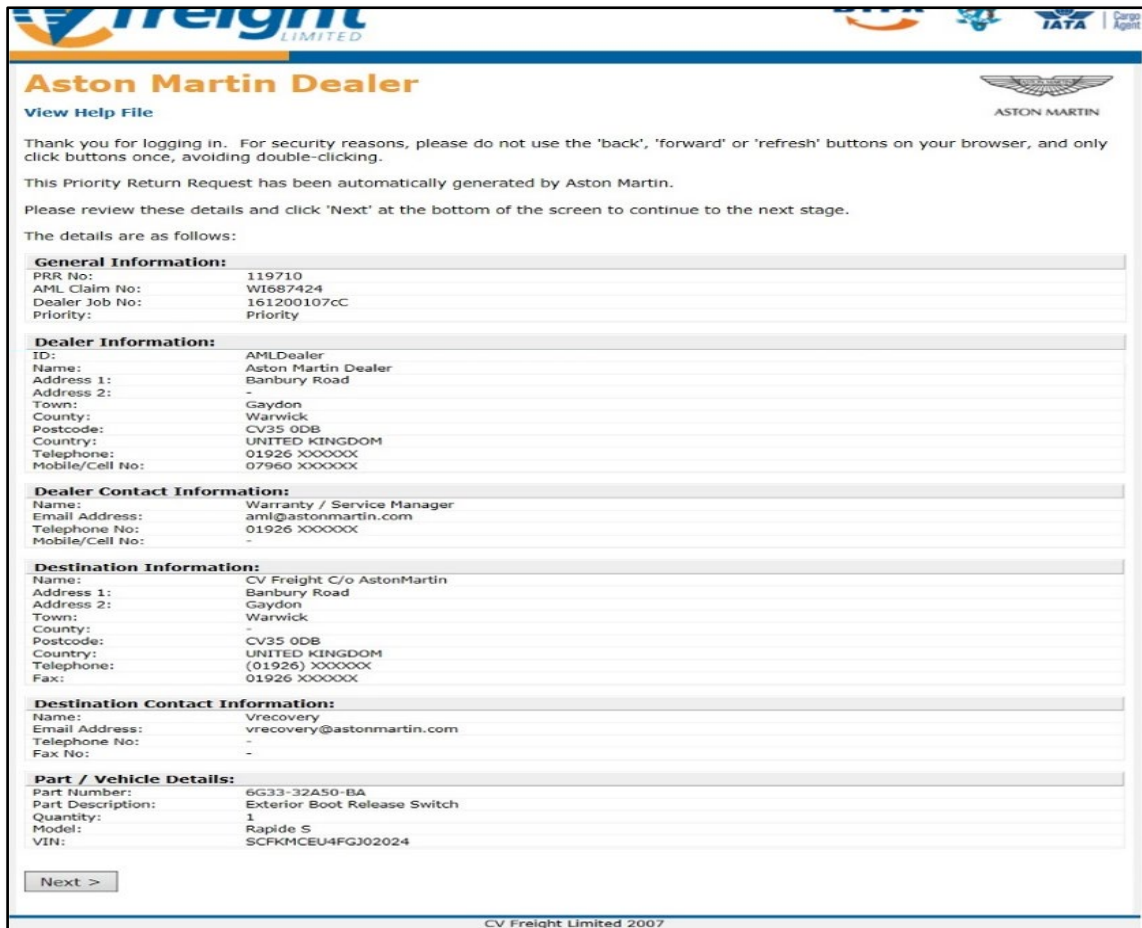 freight
LIMITED
IATA
Cargo
Agent
Aston Martin Dealer
ASTON MARTIN
View Help File
Thank you for logging in. For security reasons, please do not use the 'back', 'forward' or 'refresh' buttons on your browser, and only
click buttons once, avoiding double-clicking.
This Priority Return Request has been automatically generated by Aston Martin.
Please review these details and click 'Next' at the bottom of the screen to continue to the next stage.
The details are as follows:
General Information:
PRR No: 119710
AML Claim No: WI687424
Dealer Job No: 161200107cC
Priority: Priority
Dealer Information:
ID: AMLDealer
Name: Aston Martin Dealer
Address 1: Banbury Road
Address 2: -
Town: Gaydon
County: Warwick
Postcode: CV35 0DB
Country: UNITED KINGDOM
Telephone: 01926 XXXXXX
Mobile/Cell No: 07960 XXXXXX
Dealer Contact Information:
Name: Warranty / Service Manager
Email Address: aml@astonmartin.com
Telephone No: 01926 XXXXXX
Mobile/Cell No: -
Destination Information:
Name: CV Freight C/o AstonMartin
Address 1: Banbury Road
Address 2: Gaydon
Town: Warwick
County: -
Postcode: CV35 0DB
Country: UNITED KINGDOM
Telephone: (01926) XXXXXX
Fax: 01926 XXXXXX
Destination Contact Information:
Name: Vrecovery
Email Address: vrecovery@astonmartin.com
Telephone No: -
Fax No: -
Part / Vehicle Details:
Part Number: 6G33-32A50-BA
Part Description: Exterior Boot Release Switch
Quantity: 1
Model: Rapide S
VIN: SCFKMCEU4FGJ02024
Next >
CV Freight Limited 2007